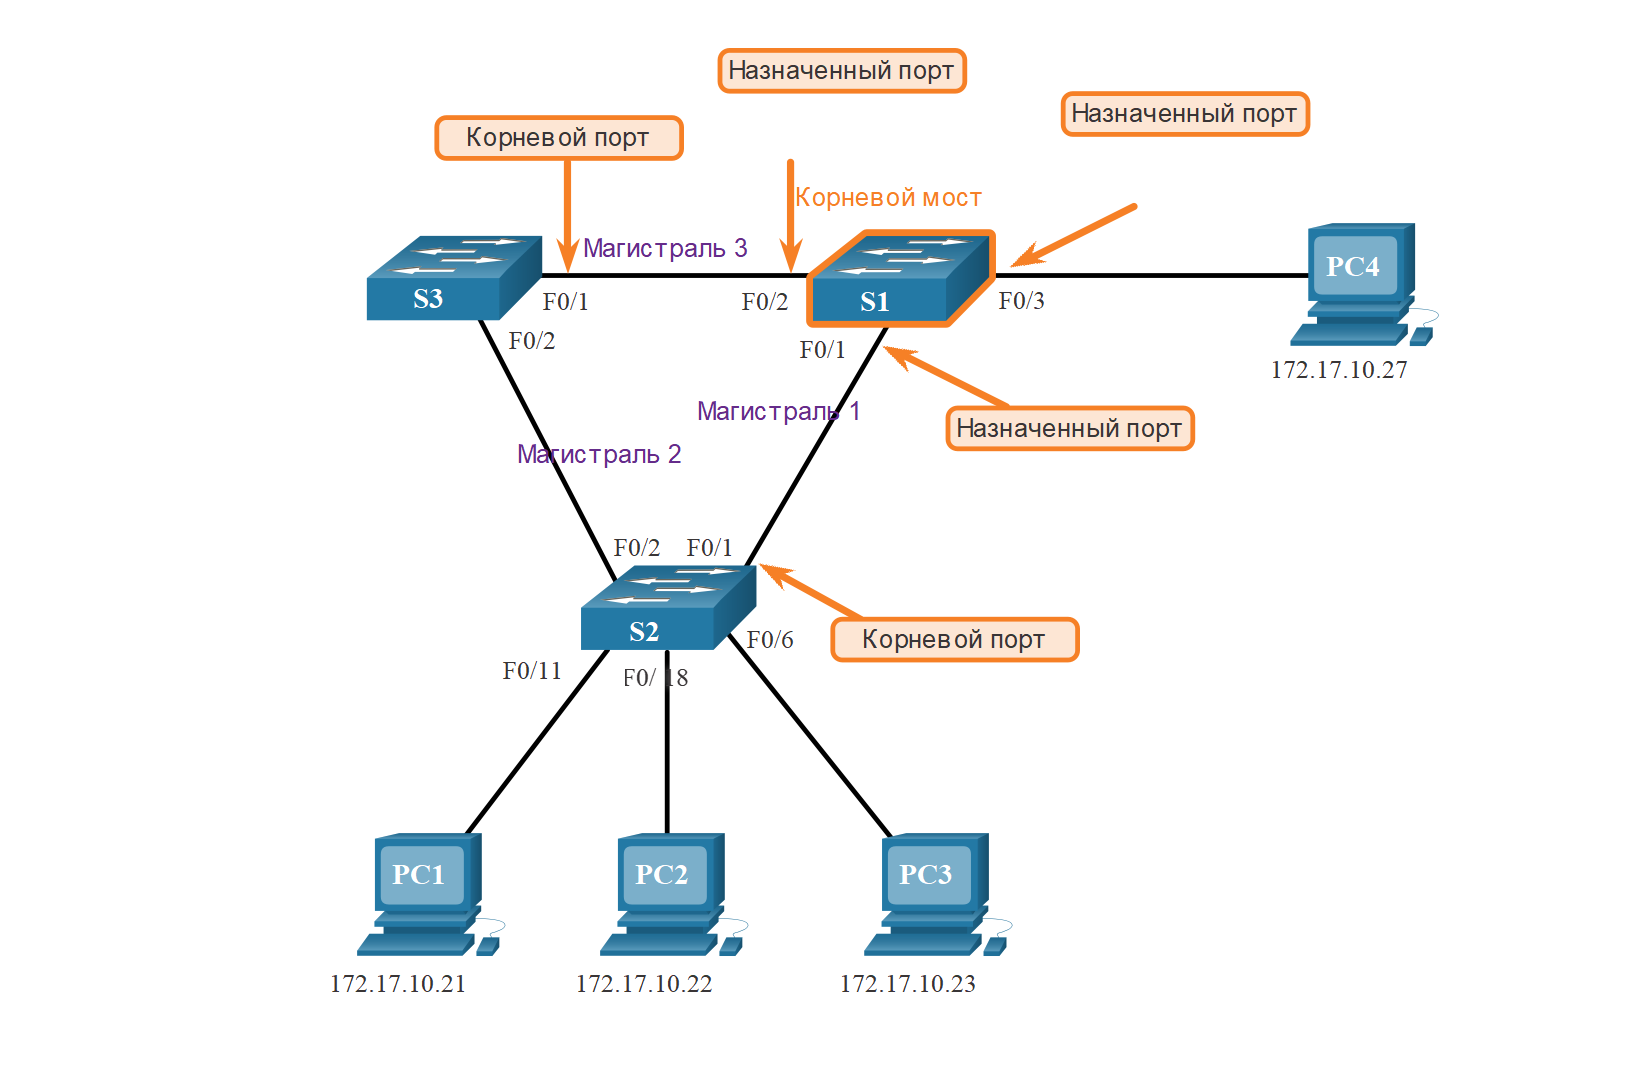 Назначенный порт
Назначенный порт
Корневой порт
Корневой мост
Магистраль 3
S3
F0/1
F0/2
S1
F0/3
PC4
F0/2
F0/1
172.17.10.27
Магистраль 1
Назначенный порт
Магистраль 2
F0/2
F0/1
S2
F0/6
Корневой порт
F0/11
F0/ 18
PC1
PC2
PC3
172.17.10.21
172.17.10.22
172.17.10.23